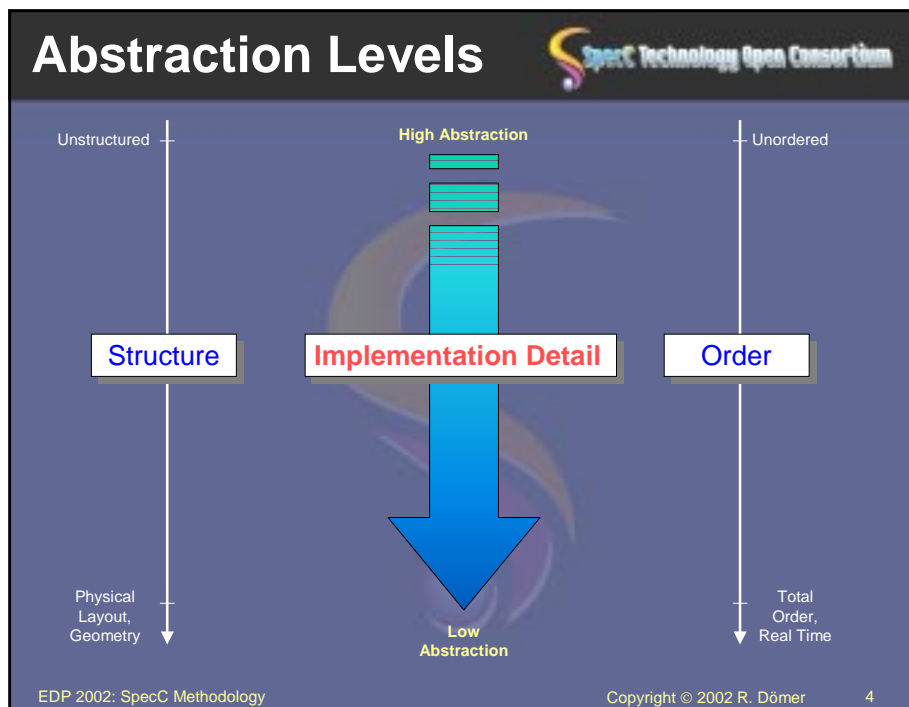 Abstraction Levels
SpecC Technology Open Consortium
Unstructured
High Abstraction
Unordered
Structure
Implementation Detail
Order
Physical
Layout,
Geometry
Low
Abstraction
Total
Order,
Real Time
EDP 2002: SpecC Methodology
Copyright © 2002 R. Dömer
4